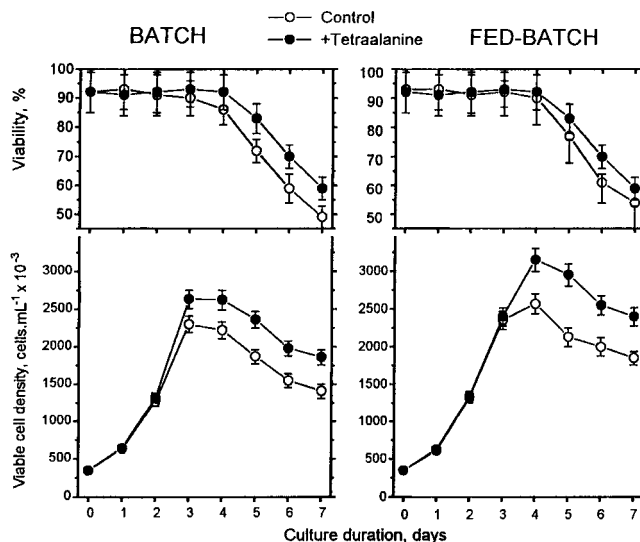 BATCH
Control
+Tetraalanine
FED-BATCH
Viability, %
100
90
80
70
60
50
100
90
80
70
60
50
Viable cell density, cells.mL⁻¹ x 10⁻³
3000
2500
2000
1500
1000
500
0
3000
2500
2000
1500
1000
500
0
0 1 2 3 4 5 6 7
0 1 2 3 4 5 6 7
Culture duration, days